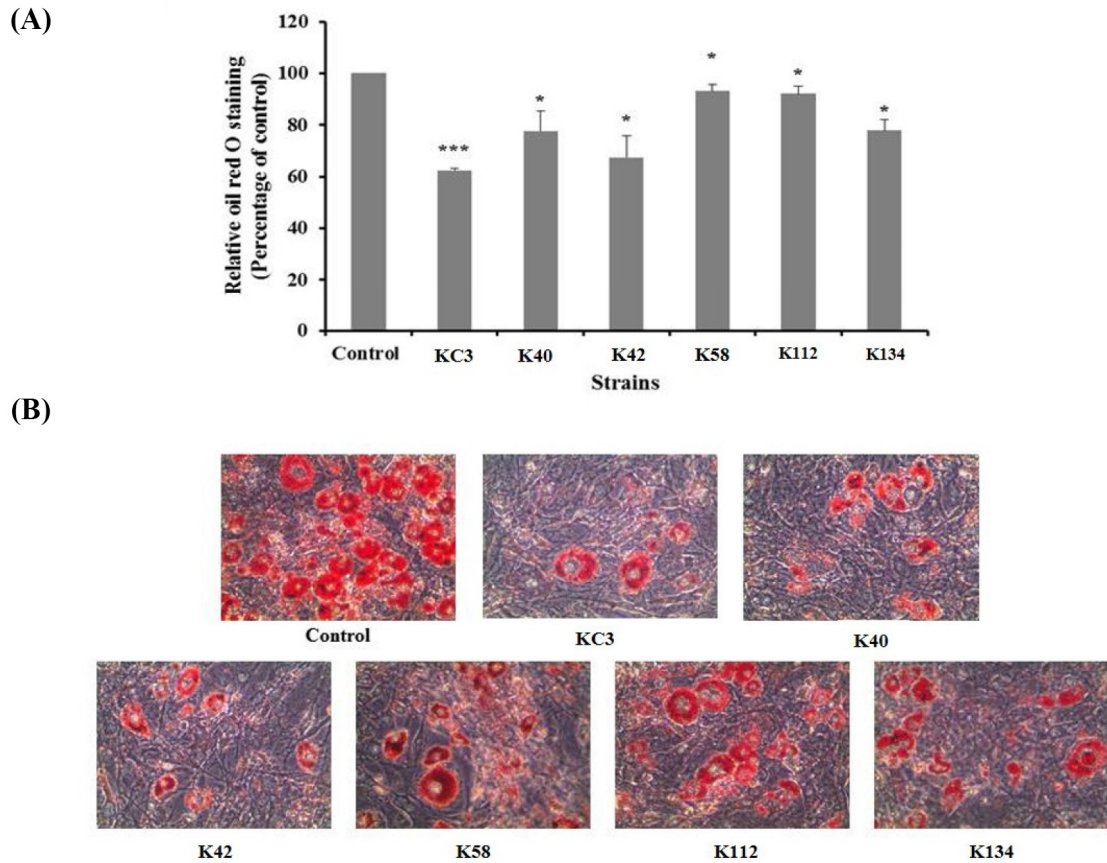 (A)
Relative oil red O staining
(Percentage of control)
120
100
80
60
40
20
0
***
*
*
*
*
*
Control KC3 K40 K42 K58 K112 K134
Strains
(B)
Control KC3 K40
K42 K58 K112 K134